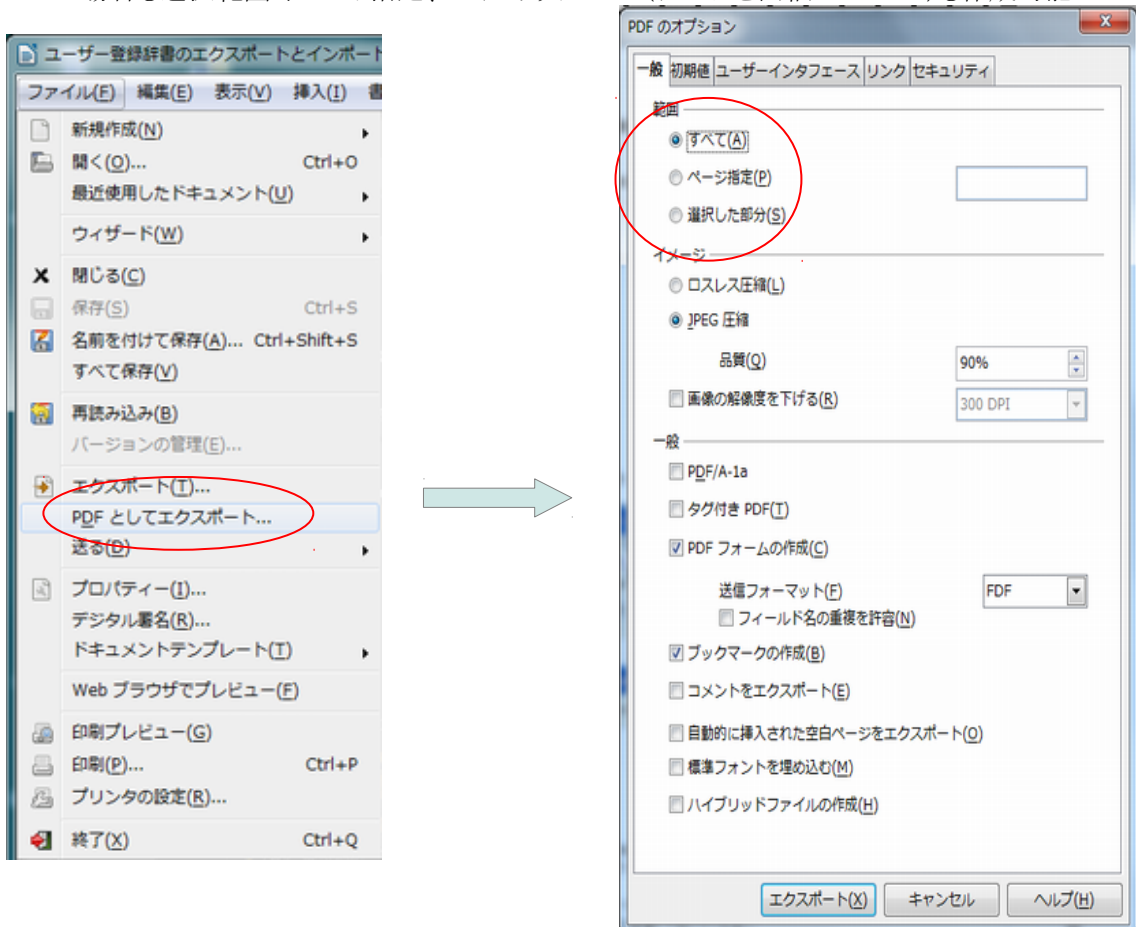 PDF のオプション
ユーザー登録辞書のエクスポートとインポート
ファイル(F) 編集(E) 表示(V) 挿入(I)
新規作成(N)
開く(O)... Ctrl+O
最近使用したドキュメント(U)
ウィザード(W)
閉じる(C)
保存(S) Ctrl+S
名前を付けて保存(A)... Ctrl+Shift+S
すべて保存(V)
再読み込み(B)
バージョンの管理(E)...
エクスポート(T)...
PDF としてエクスポート...
送る(D)
プロパティー(I)...
デジタル署名(R)...
ドキュメントテンプレート(T)
Web ブラウザでプレビュー(F)
印刷プレビュー(G)
印刷(P)... Ctrl+P
プリンタの設定(R)...
終了(X) Ctrl+Q
一般 初期値 ユーザーインタフェース リンク セキュリティ
範囲
すべて(A)
ページ指定(P)
選択した部分(S)
イメージ
ロスレス圧縮(L)
JPEG 圧縮
品質(Q) 90%
画像の解像度を下げる(R) 300 DPI
一般
PDF/A-1a
タグ付き PDF(T)
PDF フォームの作成(C)
送信フォーマット(F) FDF
フィールド名の重複を許容(N)
ブックマークの作成(B)
コメントをエクスポート(E)
自動的に挿入された空白ページをエクスポート(O)
標準フォントを埋め込む(M)
ハイブリッドファイルの作成(H)
エクスポート(X) キャンセル ヘルプ(H)